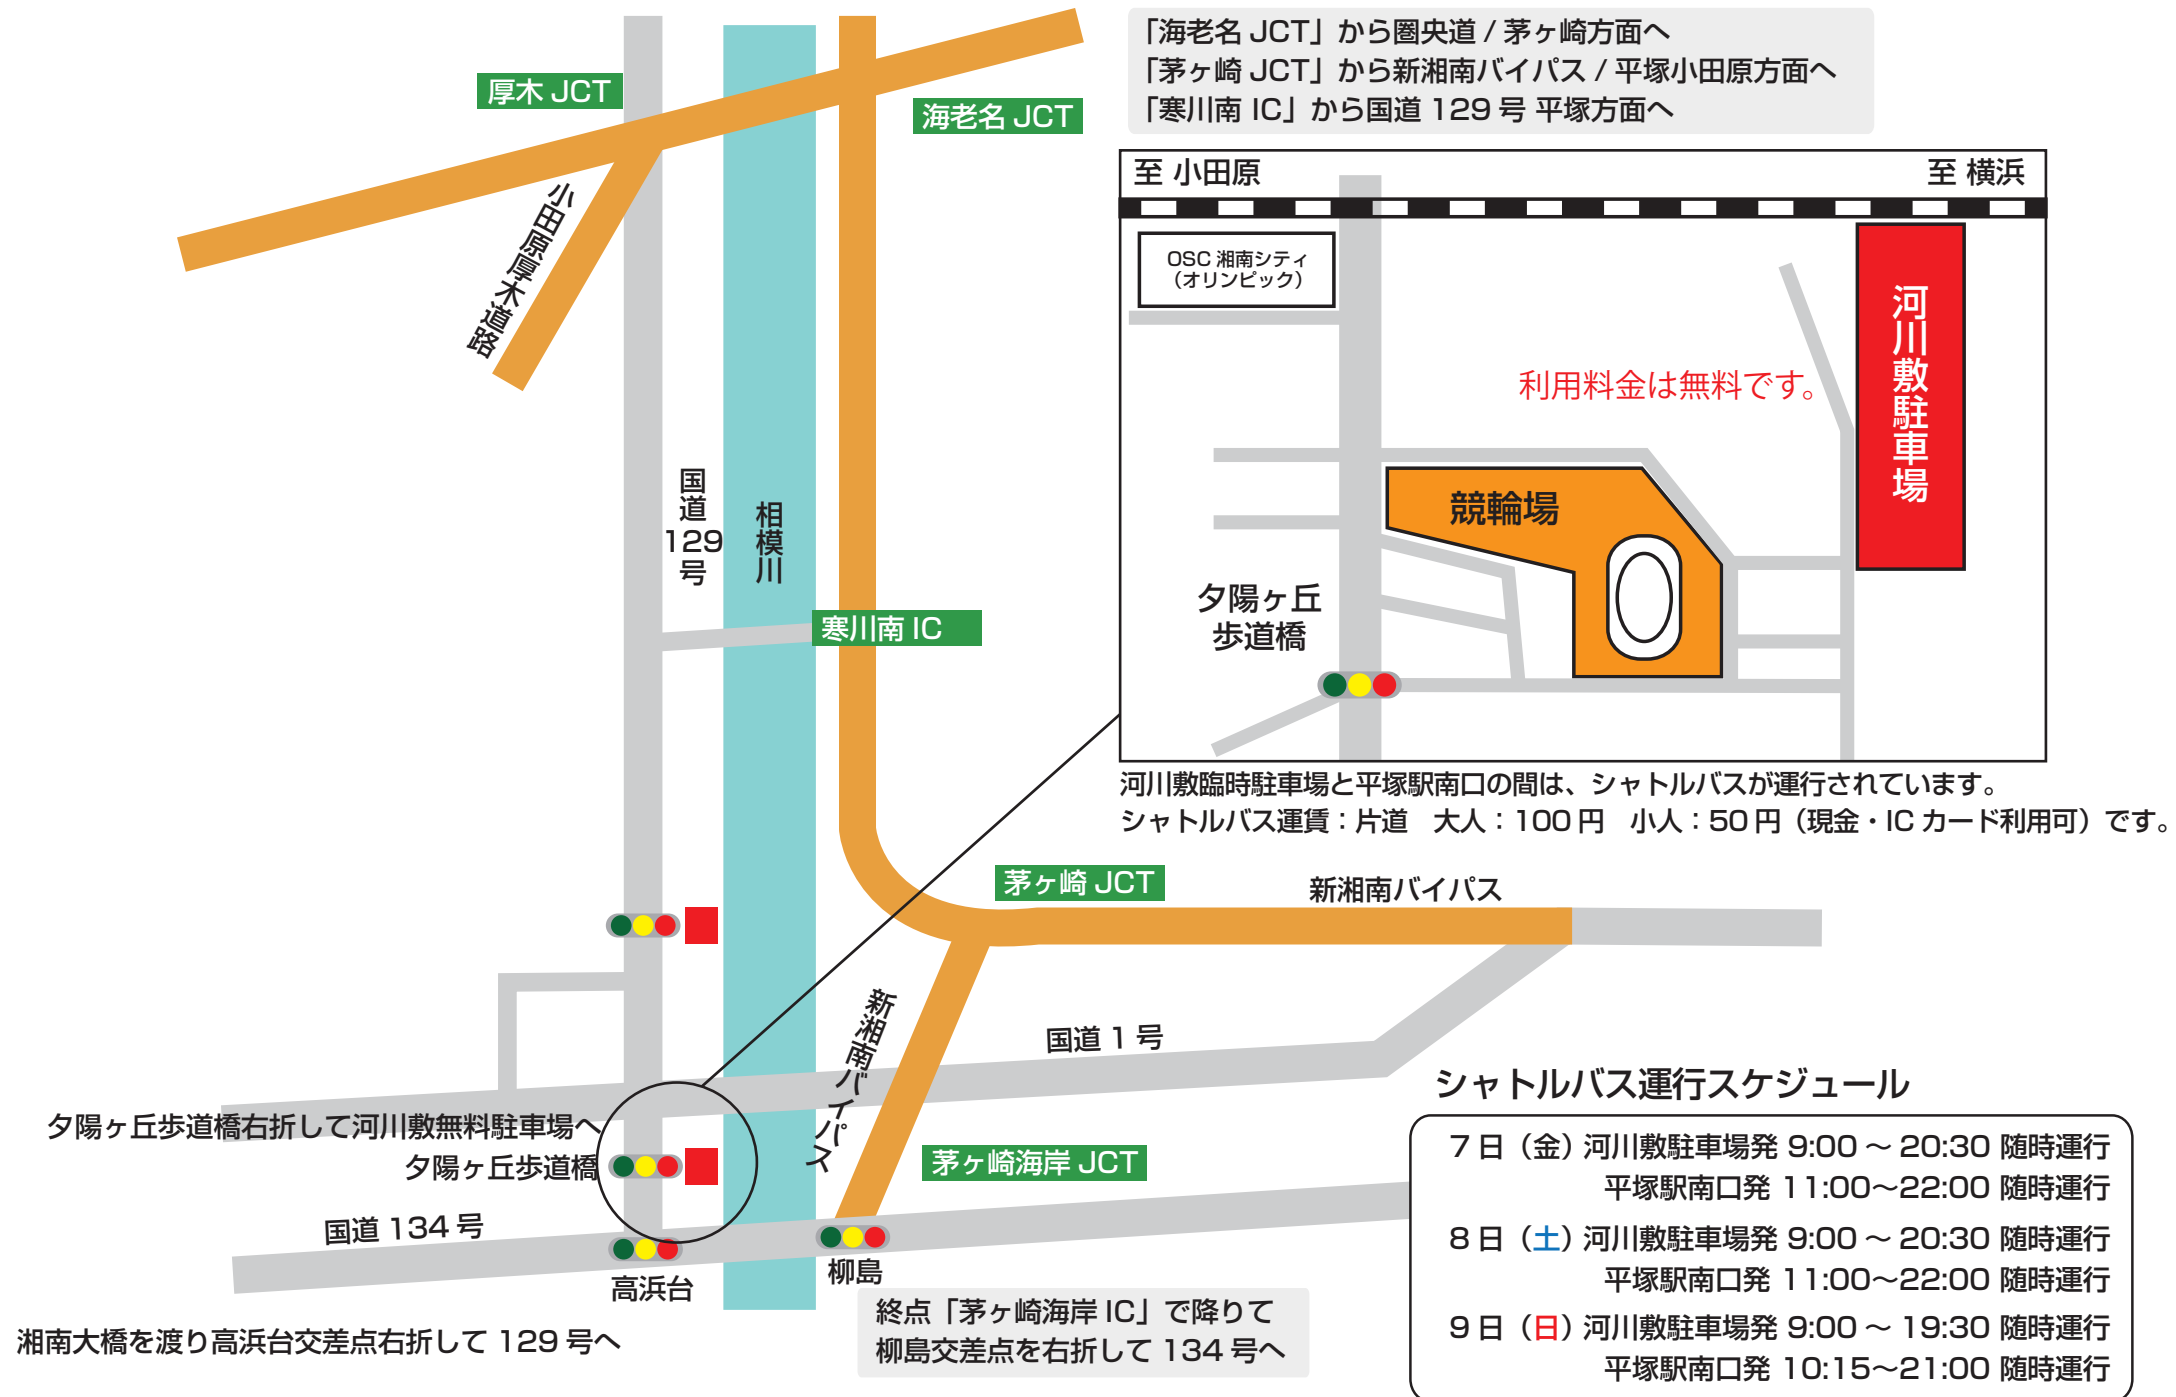 「海老名 JCT」から圏央道 / 茅ヶ崎方面へ
「茅ヶ崎 JCT」から新湘南バイパス / 平塚小田原方面へ
「寒川南 IC」から国道 129 号 平塚方面へ
厚木 JCT
海老名 JCT
小田原厚木道路
国道129号
相模川
寒川南 IC
至 小田原
至 横浜
OSC 湘南シティ
（オリンピック）
河川敷駐車場
利用料金は無料です。
競輪場
夕陽ヶ丘
歩道橋
河川敷臨時駐車場と平塚駅南口の間は、シャトルバスが運行されています。
シャトルバス運賃：片道　大人：100 円　小人：50 円（現金・IC カード利用可）です。
茅ヶ崎 JCT
新湘南バイパス
新湘南バイパス
国道 1 号
夕陽ヶ丘歩道橋右折して河川敷無料駐車場へ
夕陽ヶ丘歩道橋
茅ヶ崎海岸 JCT
国道 134 号
高浜台
柳島
湘南大橋を渡り高浜台交差点右折して 129 号へ
終点「茅ヶ崎海岸 IC」で降りて
柳島交差点を右折して 134 号へ
シャトルバス運行スケジュール
7 日（金）河川敷駐車場発 9:00 ～ 20:30 随時運行
平塚駅南口発 11:00～22:00 随時運行
8 日（土）河川敷駐車場発 9:00 ～ 20:30 随時運行
平塚駅南口発 11:00～22:00 随時運行
9 日（日）河川敷駐車場発 9:00 ～ 19:30 随時運行
平塚駅南口発 10:15～21:00 随時運行